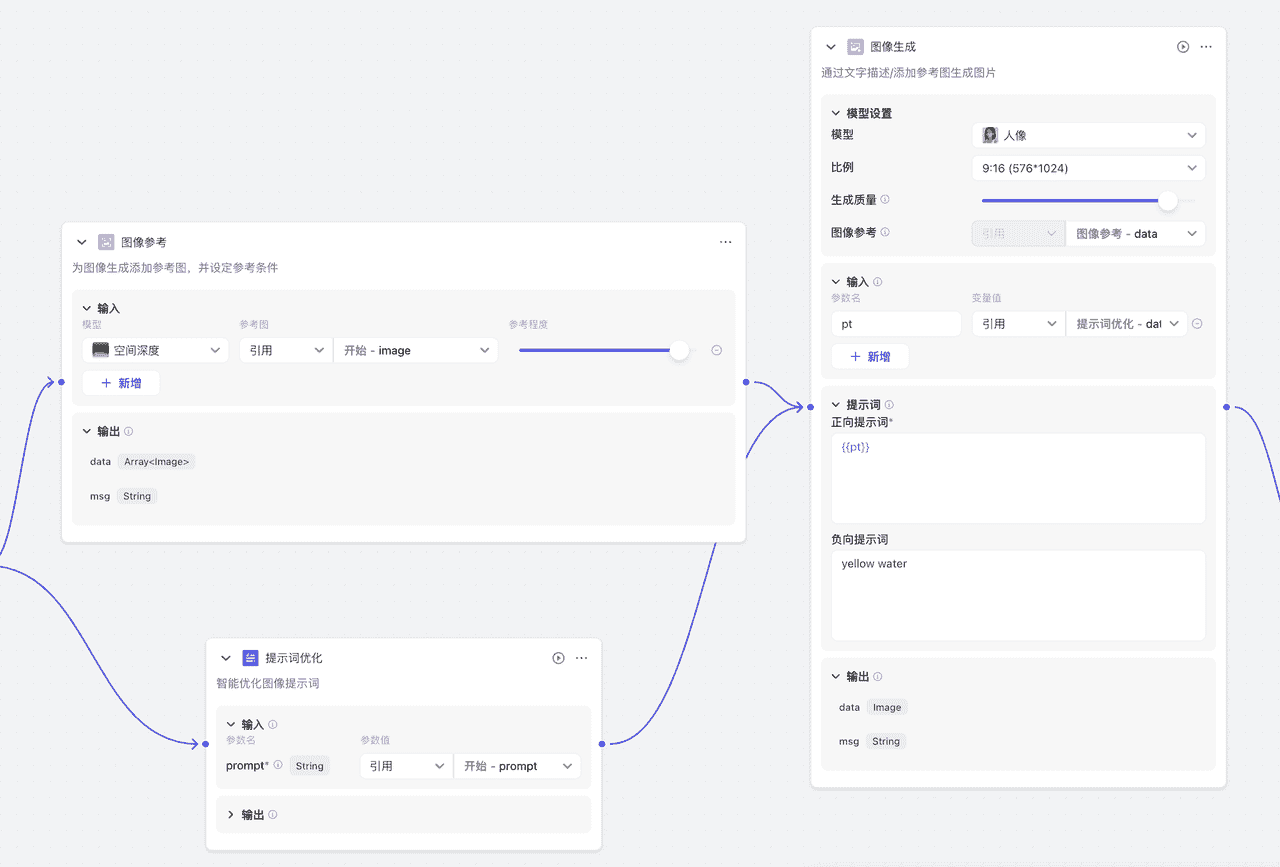 图像参考
为图像生成添加参考图，并设定参考条件
输入
模型 参考图 参考程度
空间深度 引用 开始 - image
+ 新增
输出
data Array<Image>
msg String
提示词优化
智能优化图像提示词
输入
参数名 参数值
prompt* String 引用 开始 - prompt
输出
图像生成
通过文字描述/添加参考图生成图片
模型设置
模型 人像
比例 9:16 (576*1024)
生成质量
图像参考 引用 图像参考 - data
输入
参数名 变量值
pt 引用 提示词优化 - dat
+ 新增
提示词
正向提示词*
{{pt}}
负向提示词
yellow water
输出
data Image
msg String